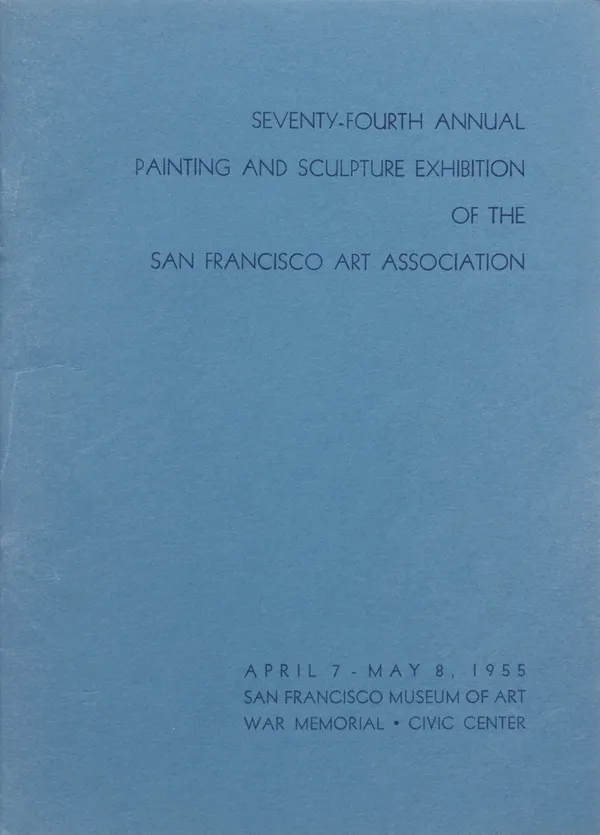 SEVENTY-FOURTH ANNUAL
PAINTING AND SCULPTURE EXHIBITION
OF THE
SAN FRANCISCO ART ASSOCIATION
APRIL 7 - MAY 8, 1955
SAN FRANCISCO MUSEUM OF ART
WAR MEMORIAL • CIVIC CENTER